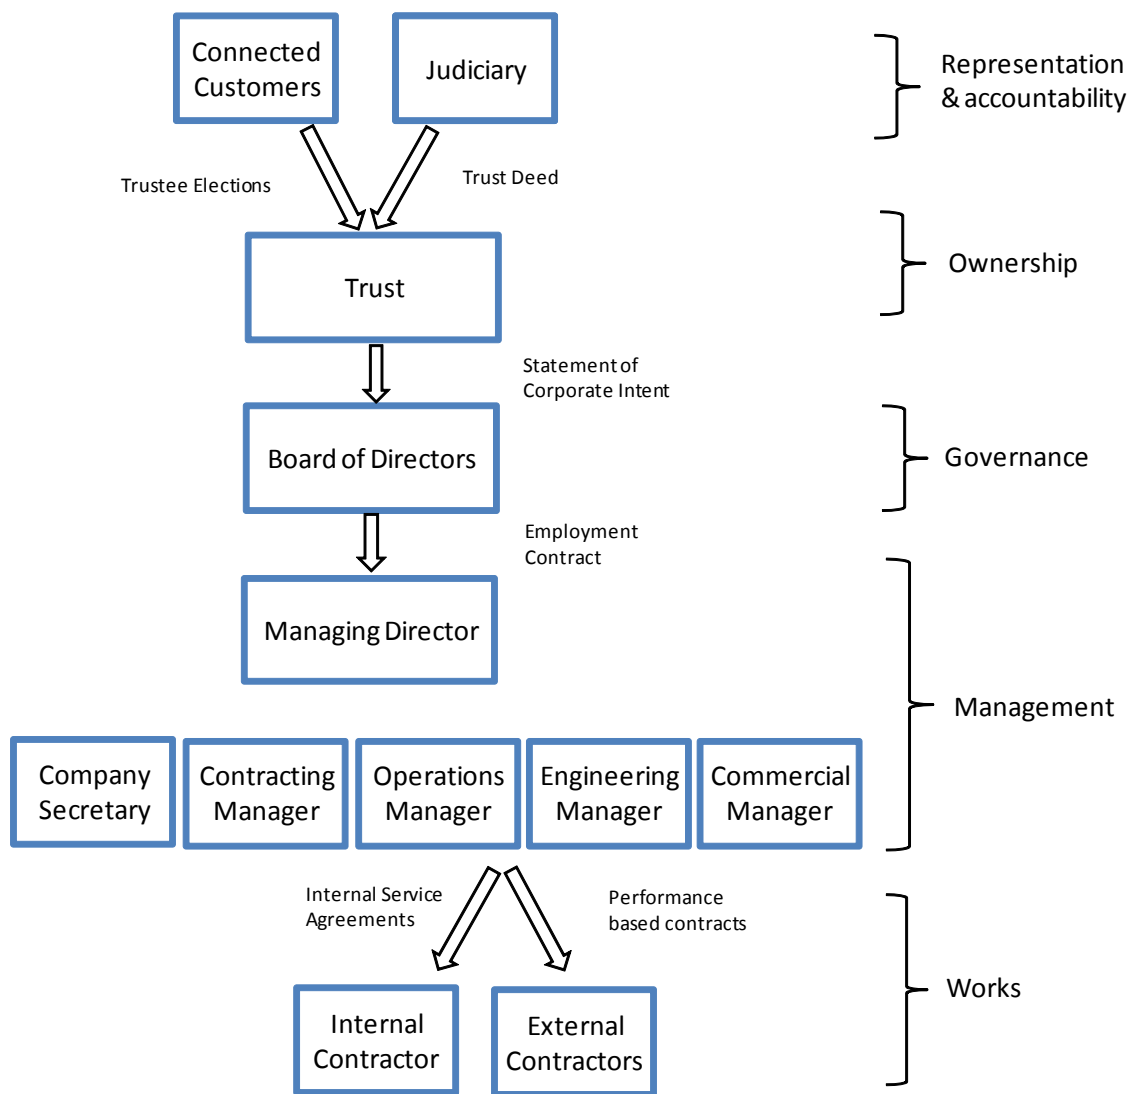 Connected
Customers
Judiciary
Representation
& accountability
Trustee Elections
Trust Deed
Trust
Ownership
Statement of
Corporate Intent
Board of Directors
Governance
Employment
Contract
Managing Director
Management
Company
Secretary
Contracting
Manager
Operations
Manager
Engineering
Manager
Commercial
Manager
Internal Service
Agreements
Performance
based contracts
Works
Internal
Contractor
External
Contractors